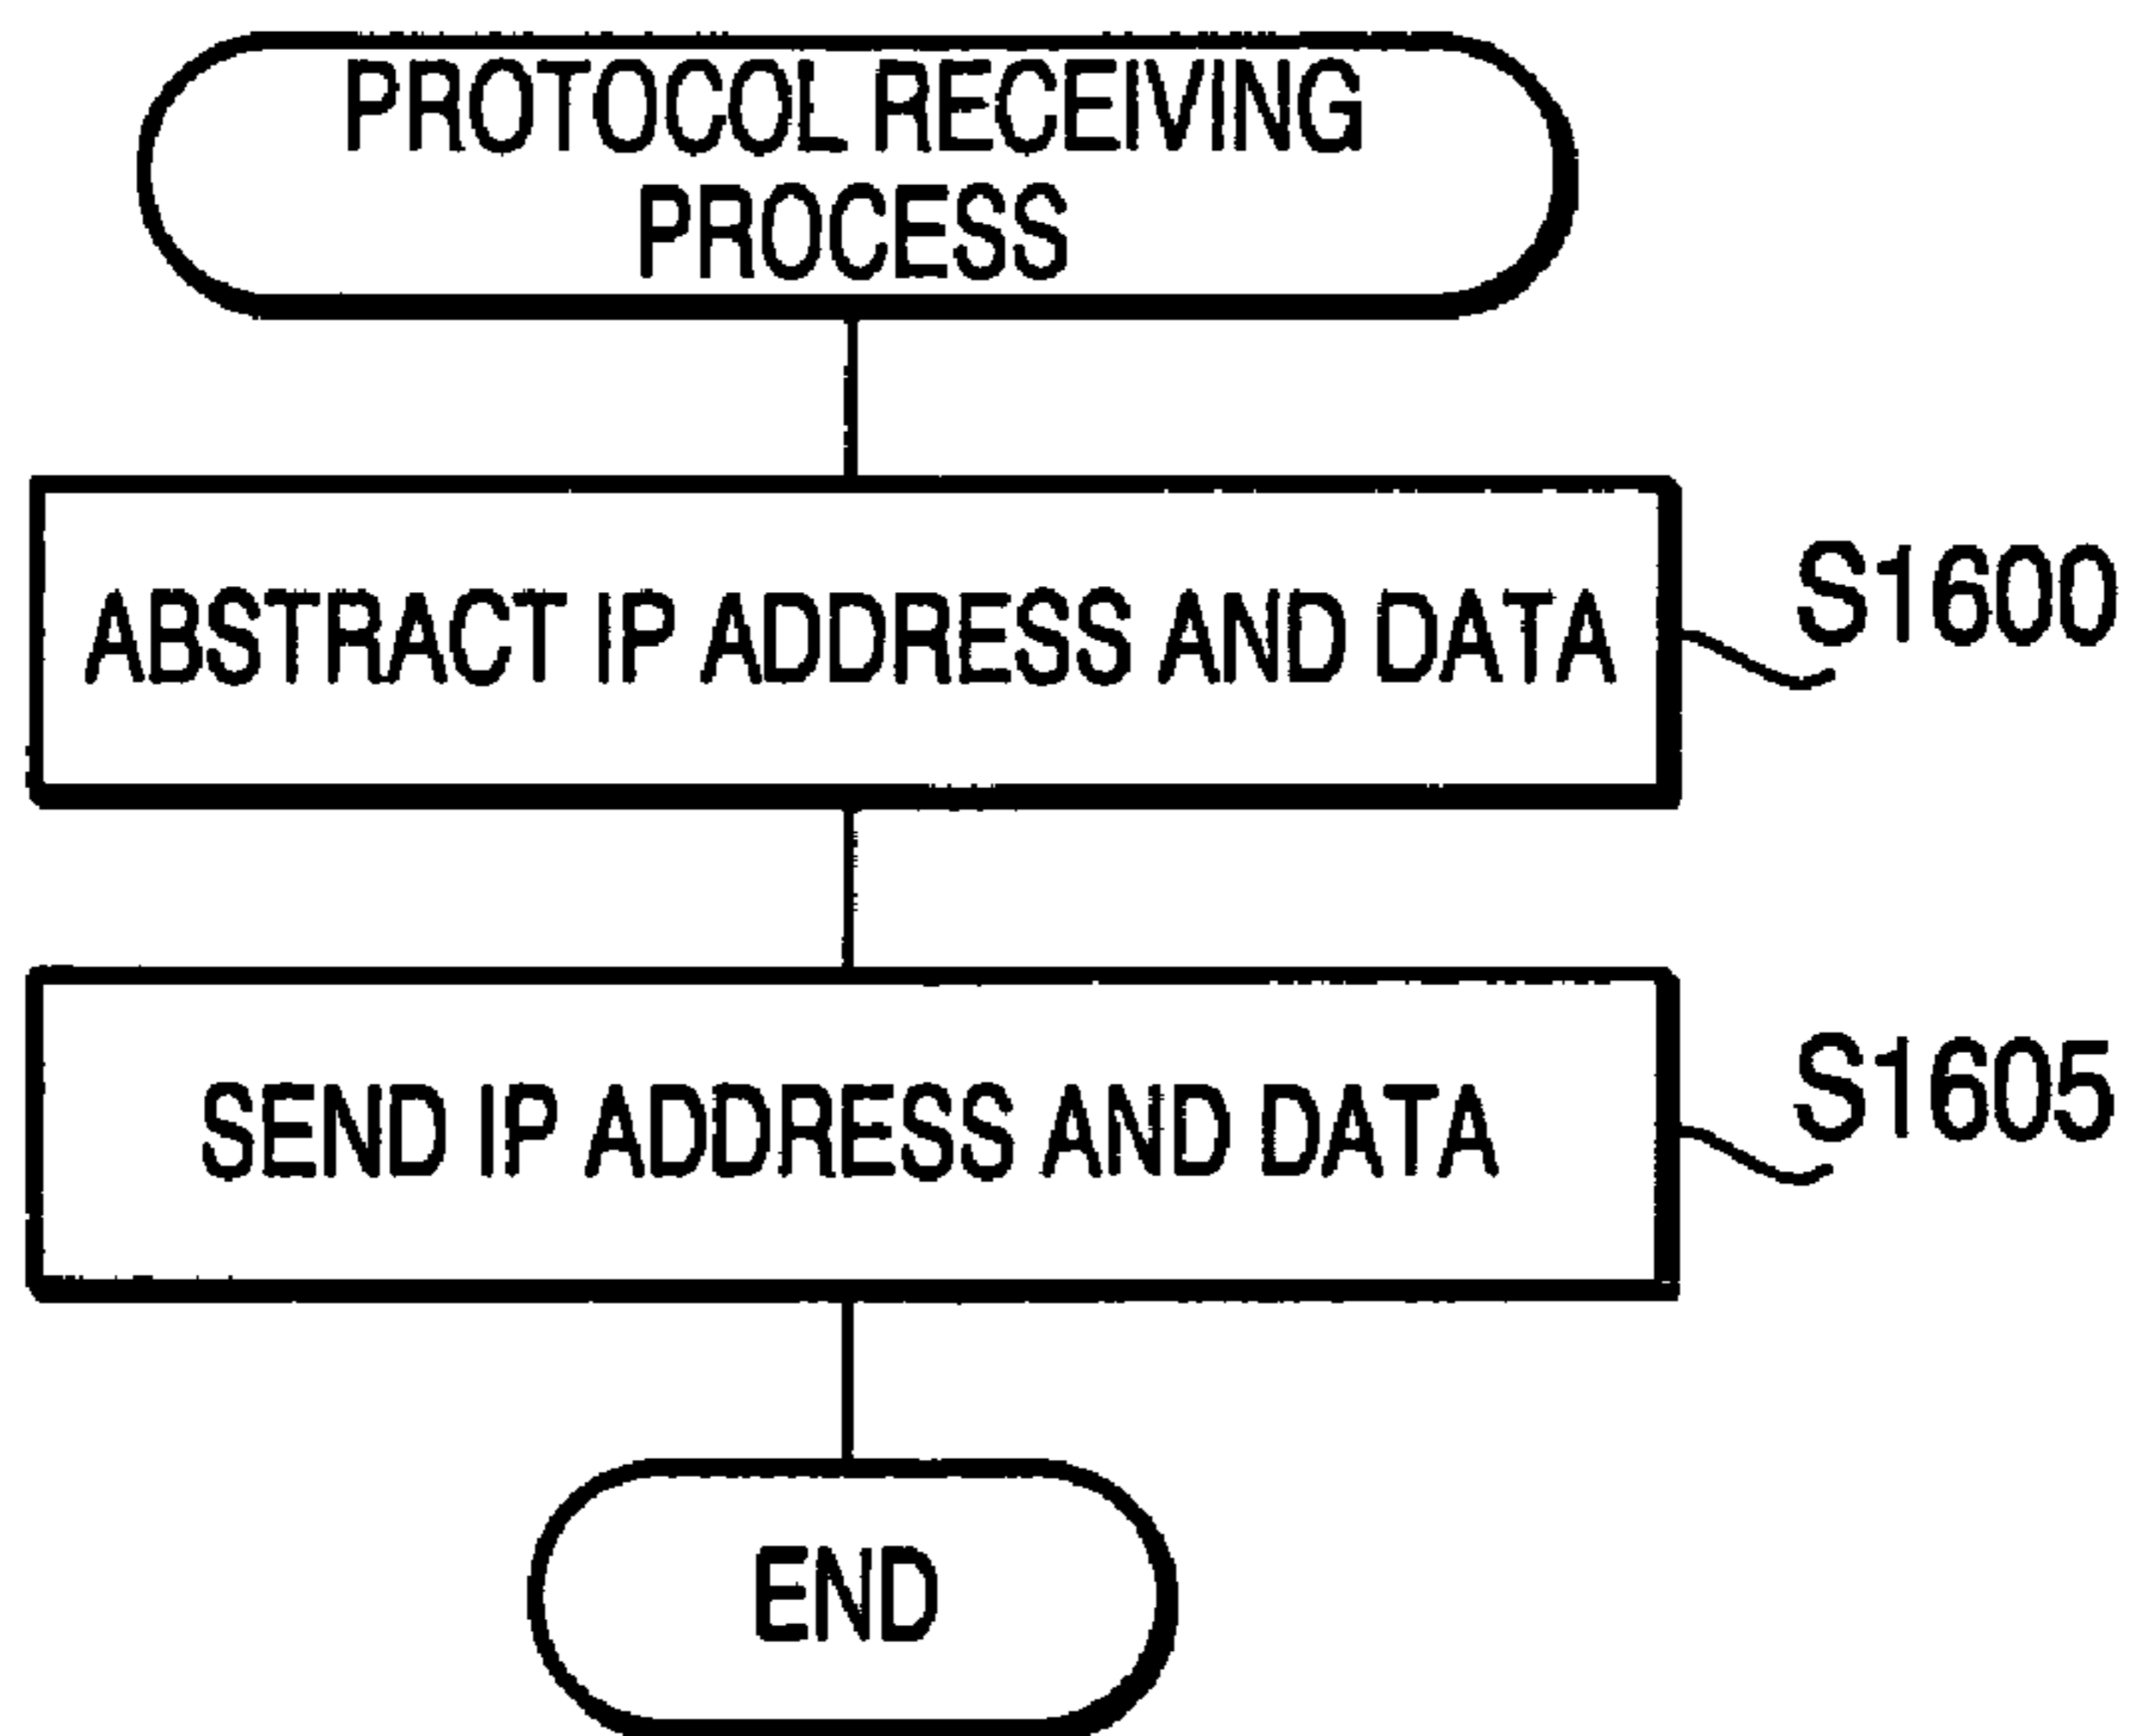 PROTOCOL RECEIVING
PROCESS
ABSTRACT IP ADDRESS AND DATA
S1600
SEND IP ADDRESS AND DATA
S1605
END